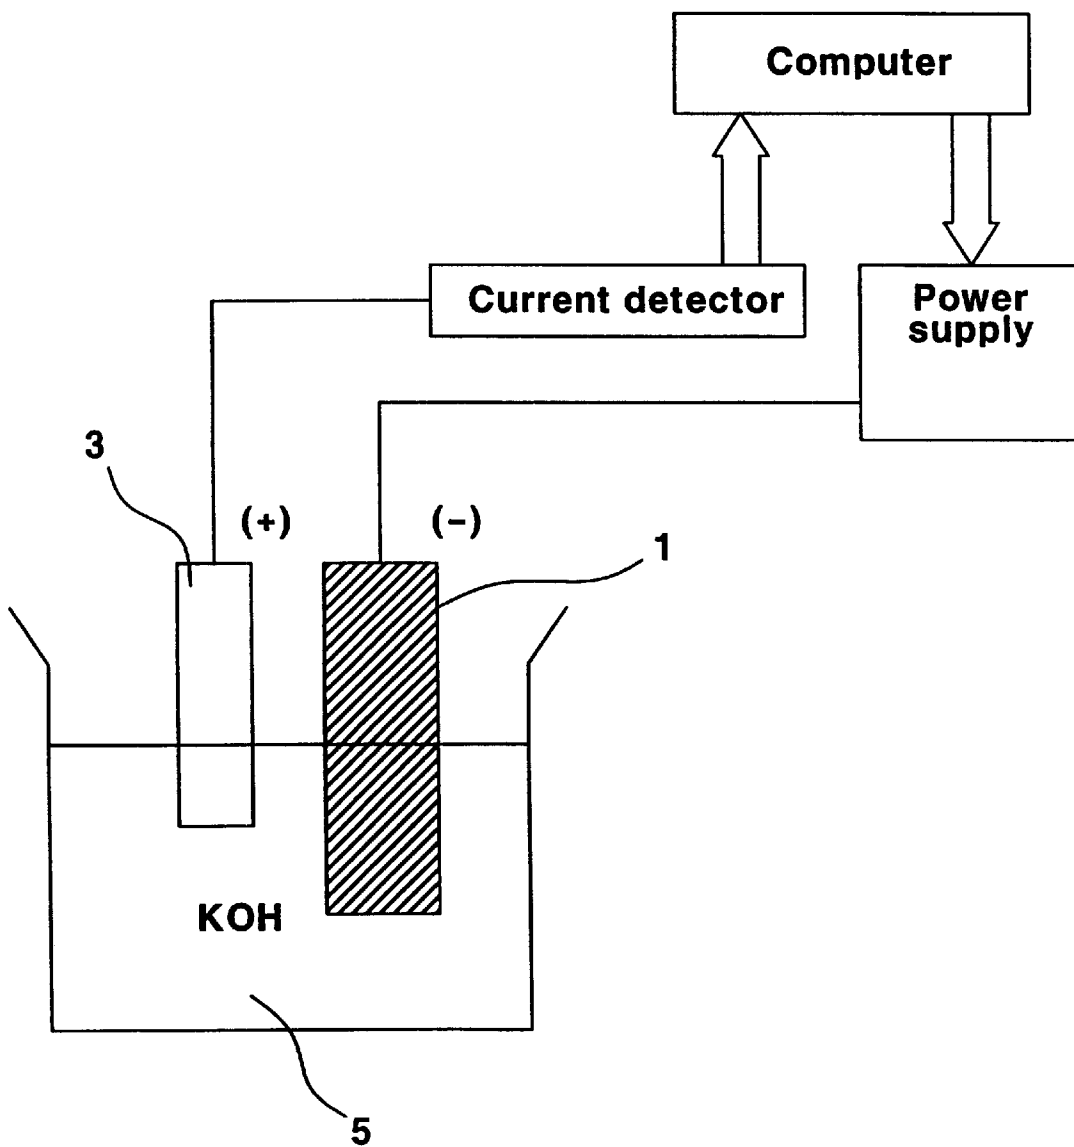 Computer
Current detector
Power
supply
3
(+)
(-)
1
KOH
5